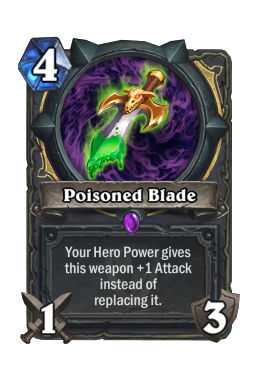 4
Poisoned Blade
Your Hero Power gives
this weapon +1 Attack
instead of
replacing it.
1
3